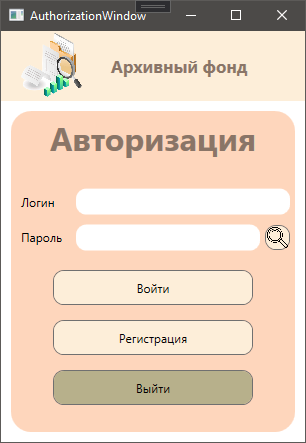 AuthorizationWindow
Архивный фонд
Авторизация
Логин
Пароль
Войти
Регистрация
Выйти